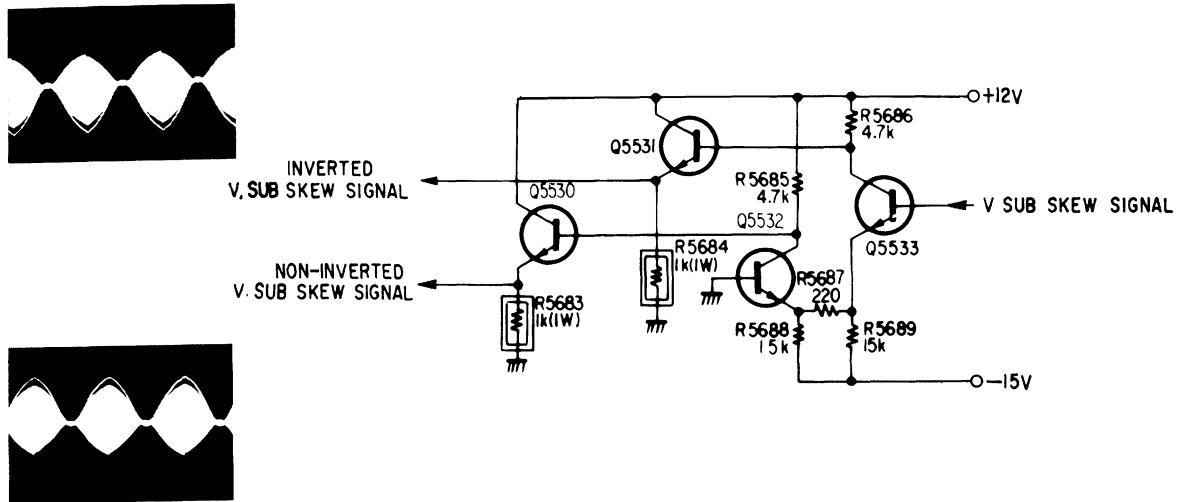 +12V
R5686
4.7k
Q5531
INVERTED
V. SUB SKEW SIGNAL
R5685
4.7k
Q5530
Q5532
V SUB SKEW SIGNAL
Q5533
R5684
1k(1W)
NON-INVERTED
V. SUB SKEW SIGNAL
R5687
220
R5683
1k(1W)
R5688
15k
R5689
15k
−15V